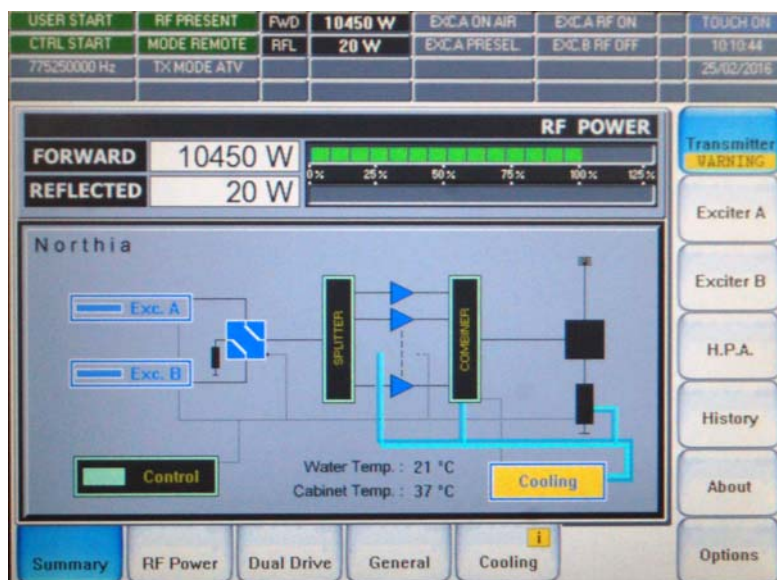 USER START RF PRESENT FWD 10450 W EXC.A ON AIR EXC.A RF ON TOUCH ON
CTRL START MODE REMOTE RFL 20 W EXC.A PRESEL EXC.B RF OFF 10:10:44
775250000 Hz TX MODE ATV 25/02/2016
RF POWER
FORWARD 10450 W
0% 25% 50% 75% 100% 125%
REFLECTED 20 W
Transmitter
WARNING
Exciter A
Exciter B
H.P.A.
History
About
Options
Northia
Exc. A
Exc. B
SPLITTER
COMBINER
Control
Water Temp. : 21 °C
Cabinet Temp. : 37 °C
Cooling
Summary RF Power Dual Drive General Cooling i